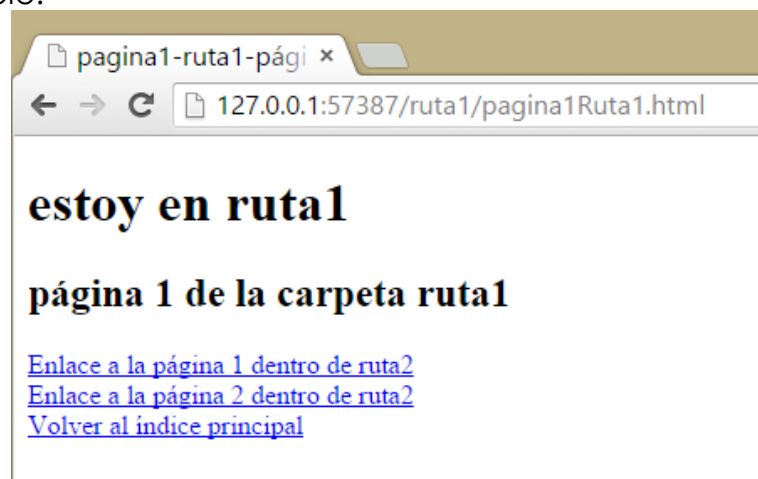 pagina1-ruta1-pági
127.0.0.1:57387/ruta1/pagina1Ruta1.html
estoy en ruta1
página 1 de la carpeta ruta1
Enlace a la página 1 dentro de ruta2
Enlace a la página 2 dentro de ruta2
Volver al índice principal